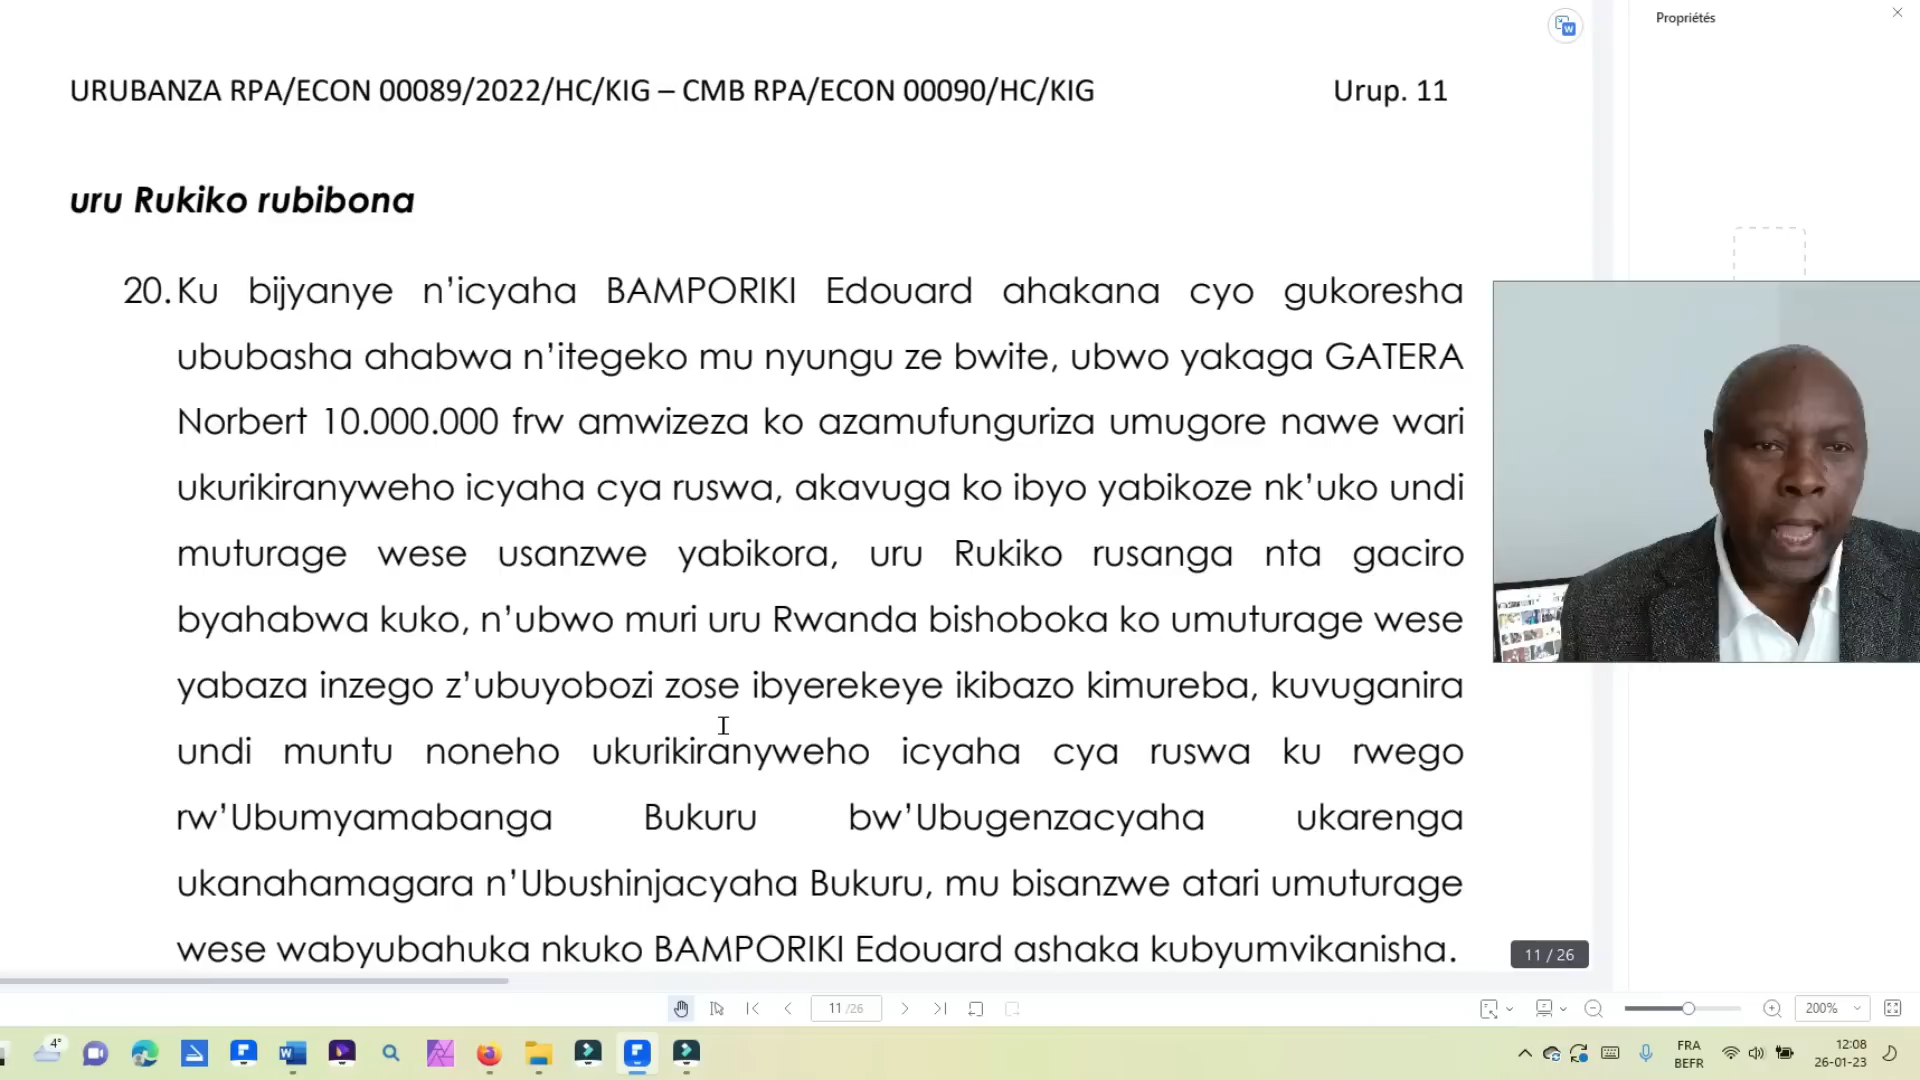 Propriétés
URUBANZA RPA/ECON 00089/2022/HC/KIG – CMB RPA/ECON 00090/HC/KIG Urup. 11
uru Rukiko rubibona
20. Ku bijyanye n’icyaha BAMPORIKI Edouard ahakana cyo gukoresha
ububasha ahabwa n’itegeko mu nyungu ze bwite, ubwo yakaga GATERA
Norbert 10.000.000 frw amwizeza ko azamufunguriza umugore nawe wari
ukurikiranyweho icyaha cya ruswa, akavuga ko ibyo yabikoze nk’uko undi
muturage wese usanzwe yabikora, uru Rukiko rusanga nta gaciro
byahabwa kuko, n’ubwo muri uru Rwanda bishoboka ko umuturage wese
yabaza inzego z’ubuyobozi zose ibyerekeye ikibazo kimureba, kuvuganira
undi muntu noneho ukurikiranyweho icyaha cya ruswa ku rwego
rw’Ubumyamabanga Bukuru bw’Ubugenzacyaha ukarenga
ukanahamagara n’Ubushinjacyaha Bukuru, mu bisanzwe atari umuturage
wese wabyubahuka nkuko BAMPORIKI Edouard ashaka kubyumvikanisha.
11 / 26
11 /26
200%
4°
FRA
BEFR
12:08
26-01-23